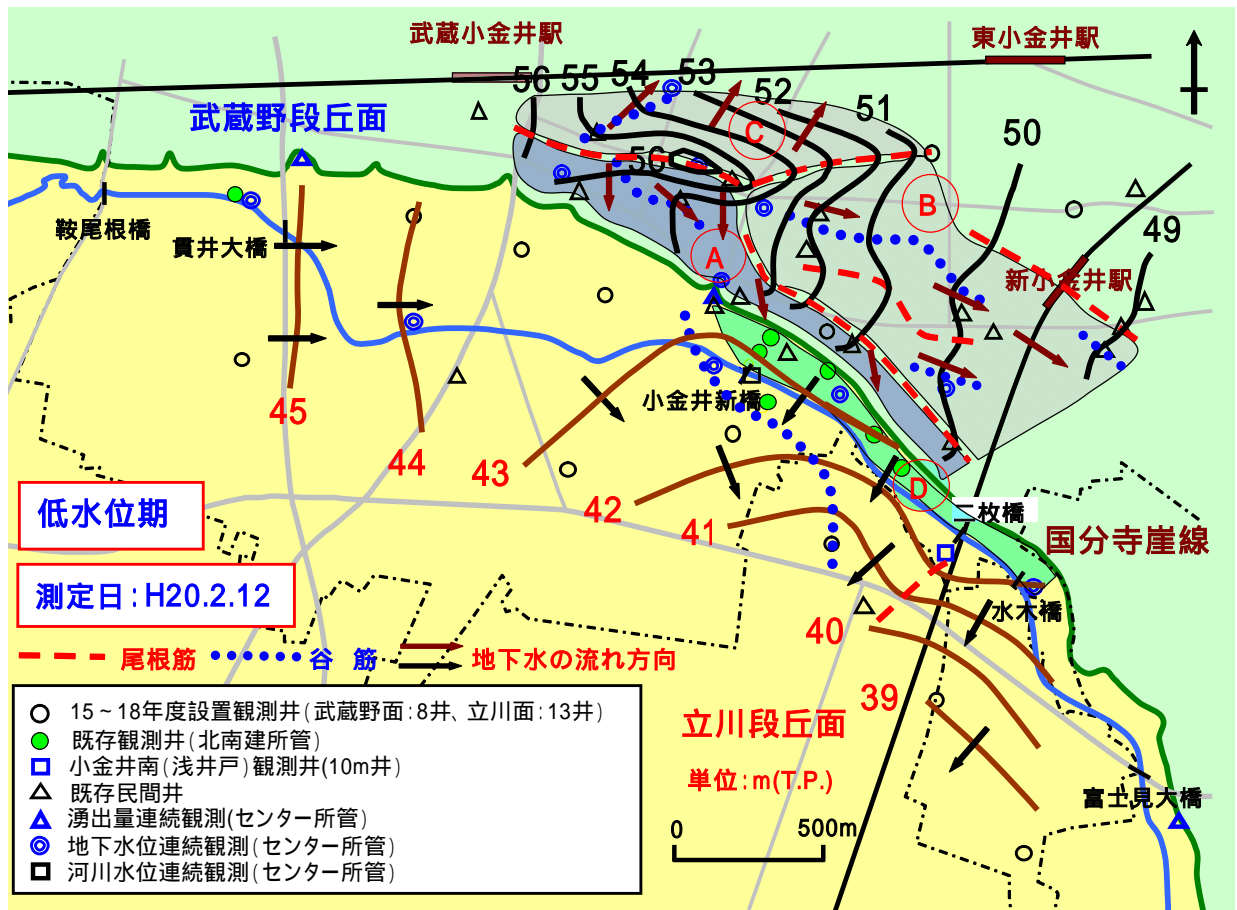 武蔵小金井駅
東小金井駅
56
55
54
53
52
51
50
49
武蔵野段丘面
C
56
B
A
鞍尾根橋
貫井大橋
新小金井駅
小金井新橋
45
44
43
42
41
40
39
D
二枚橋
国分寺崖線
水木橋
低水位期
測定日:H20.2.12
尾根筋
谷 筋
地下水の流れ方向
15~18年度設置観測井(武蔵野面:8井、立川面:13井)
既存観測井(北南建所管)
小金井南(浅井戸)観測井(10m井)
既存民間井
湧出量連続観測(センター所管)
地下水位連続観測(センター所管)
河川水位連続観測(センター所管)
立川段丘面
単位:m(T.P.)
0 500m
富士見大橋